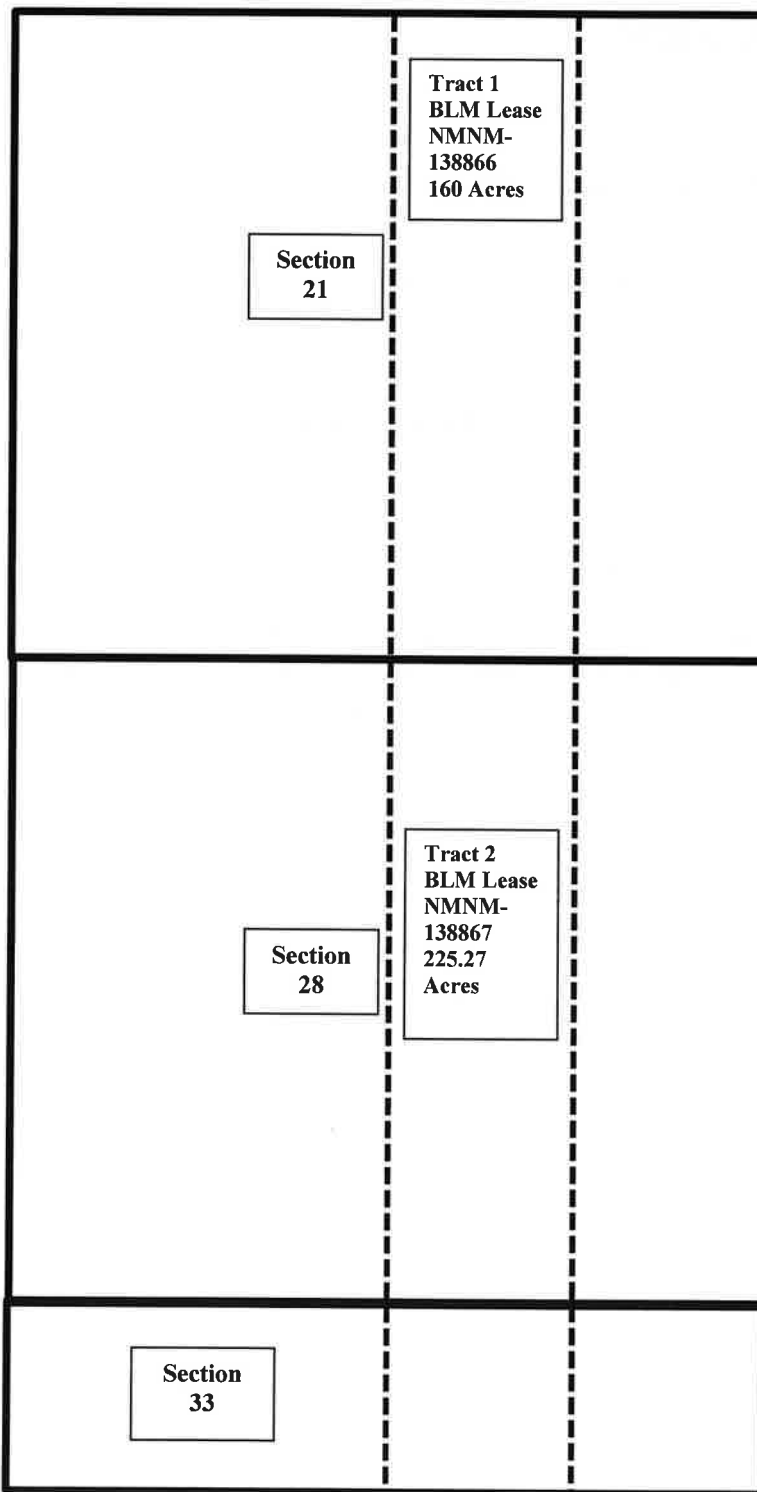 Tract 1
BLM Lease
NMNM-
138866
160 Acres
Section
21
Tract 2
BLM Lease
NMNM-
138867
225.27
Acres
Section
28
Section
33